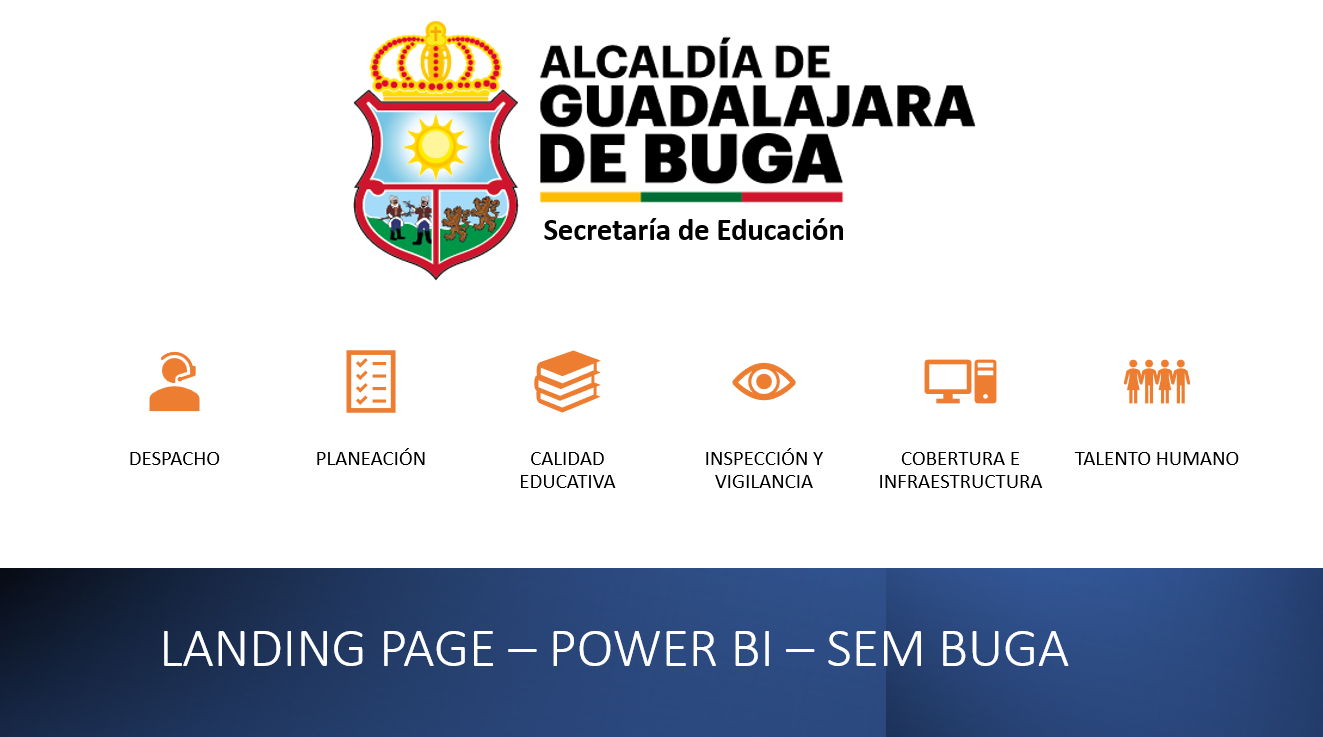 ALCALDÍA DE
GUADALAJARA
DE BUGA
Secretaría de Educación
DESPACHO
PLANEACIÓN
CALIDAD
EDUCATIVA
INSPECCIÓN Y
VIGILANCIA
COBERTURA E
INFRAESTRUCTURA
TALENTO HUMANO
LANDING PAGE – POWER BI – SEM BUGA